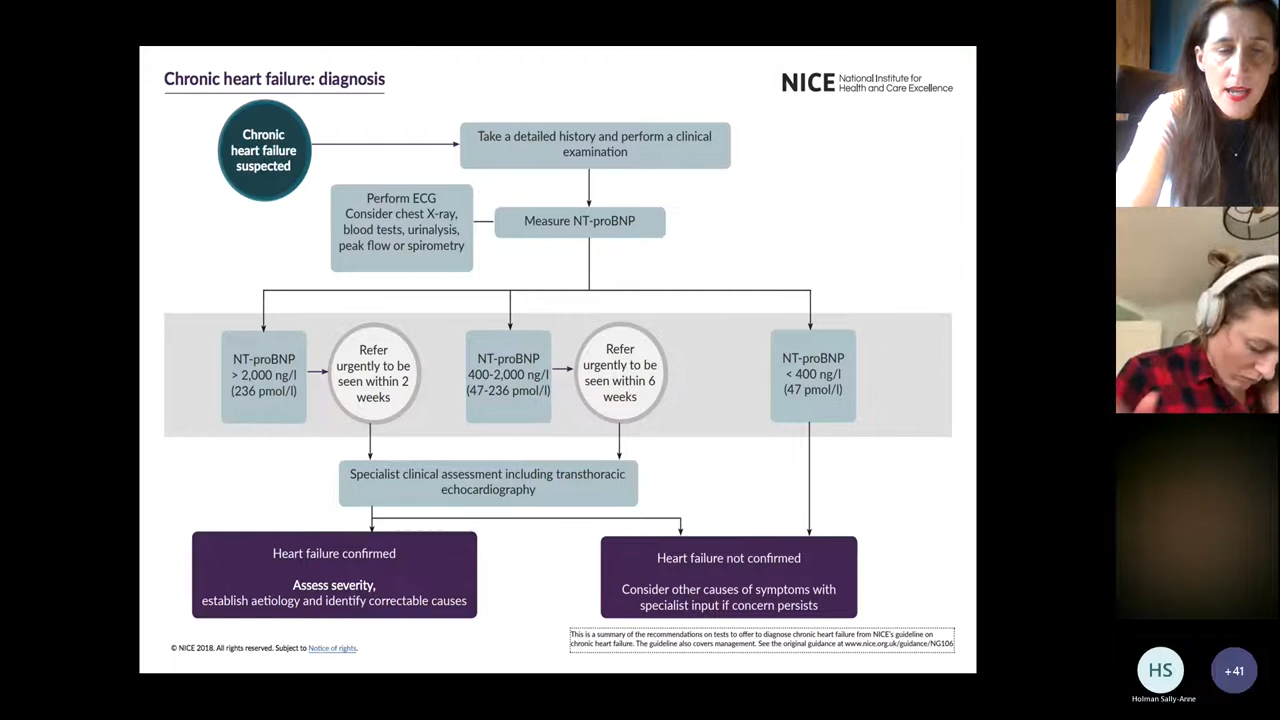 Chronic heart failure: diagnosis
NICE National Institute for
Health and Care Excellence
Chronic
heart failure
suspected
Take a detailed history and perform a clinical
examination
Perform ECG
Consider chest X-ray,
blood tests, urinalysis,
peak flow or spirometry
Measure NT-proBNP
NT-proBNP
> 2,000 ng/l
(236 pmol/l)
Refer
urgently to be
seen within 2
weeks
NT-proBNP
400-2,000 ng/l
(47-236 pmol/l)
Refer
urgently to be
seen within 6
weeks
NT-proBNP
< 400 ng/l
(47 pmol/l)
Specialist clinical assessment including transthoracic
echocardiography
Heart failure confirmed
Assess severity,
establish aetiology and identify correctable causes
Heart failure not confirmed
Consider other causes of symptoms with
specialist input if concern persists
This is a summary of the recommendations on tests to offer to diagnose chronic heart failure from NICE's guideline on
chronic heart failure. The guideline also covers management. See the original guidance at www.nice.org.uk/guidance/NG106
© NICE 2018. All rights reserved. Subject to Notice of rights.
HS
Holman Sally-Anne
+41